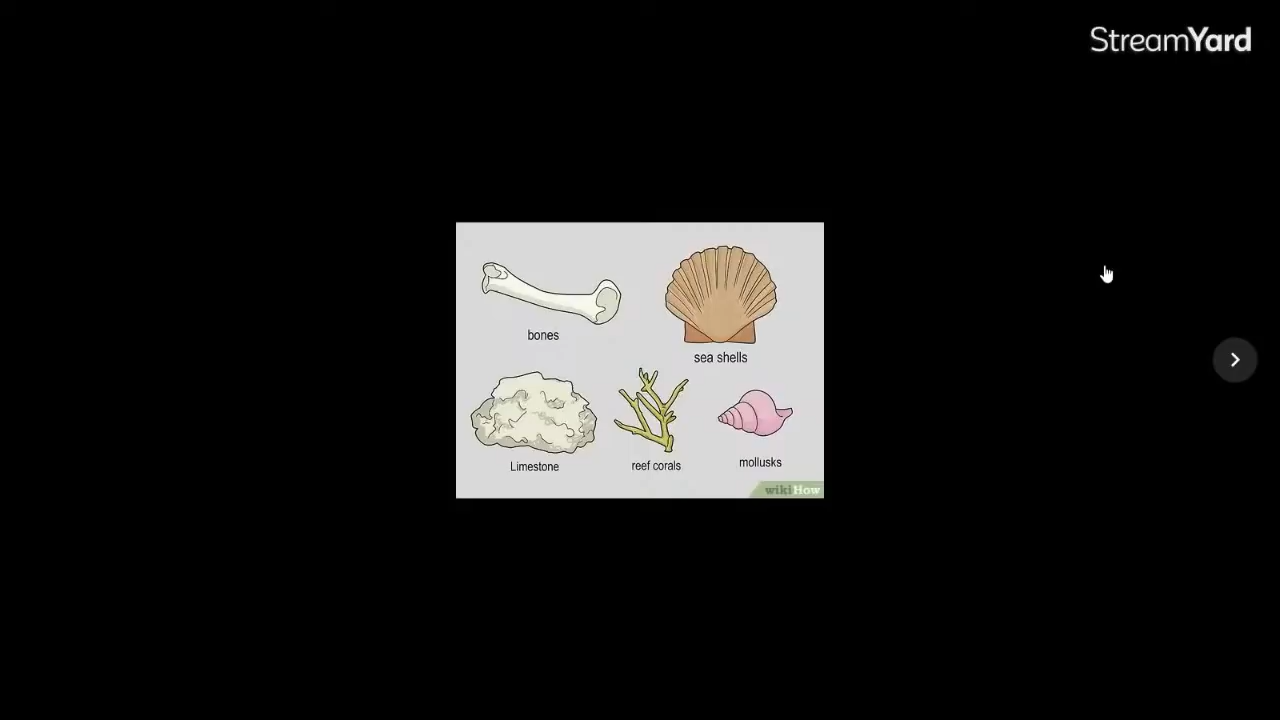 StreamYard
bones
sea shells
Limestone
reef corals
mollusks
wikiHow